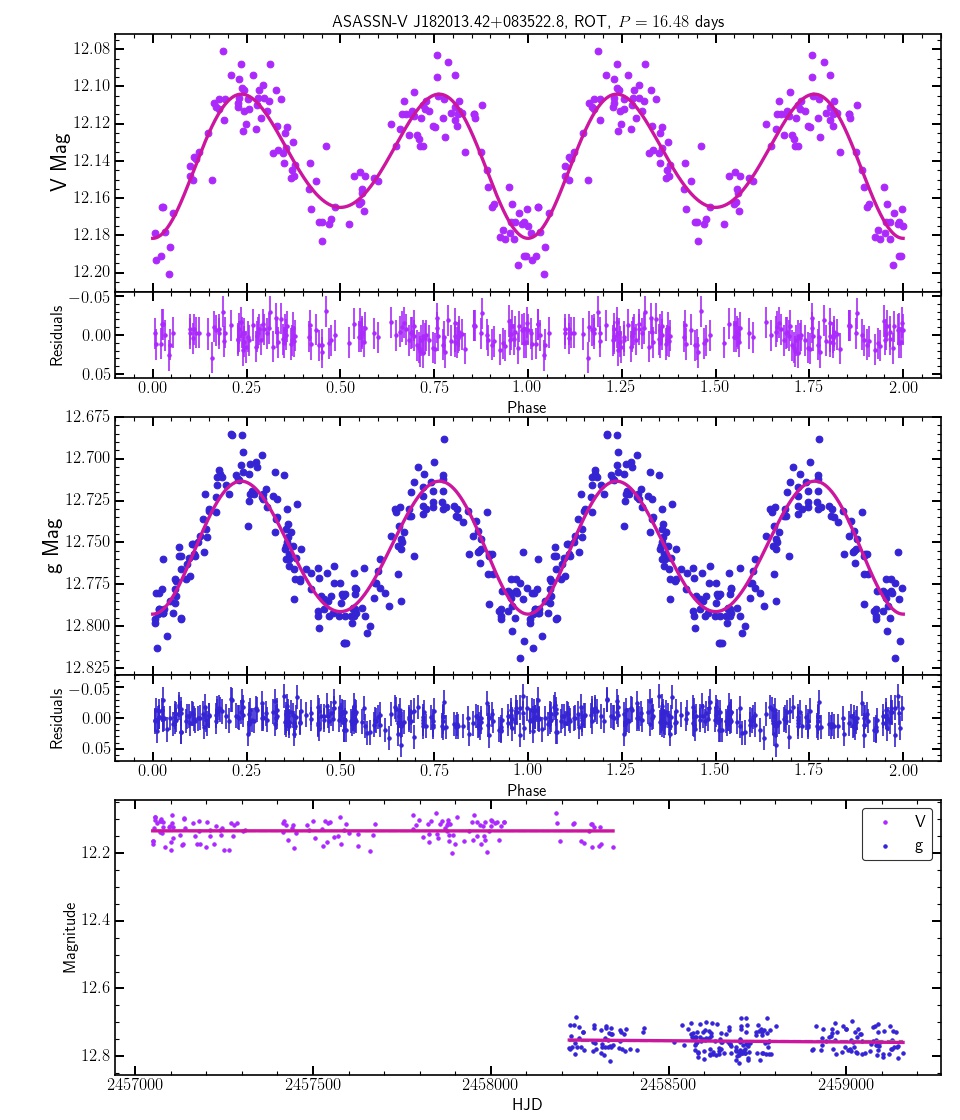 ASASSN-V J182013.42+083522.8, ROT, P = 16.48 days
12.08
12.10
12.12
12.14
12.16
12.18
12.20
V Mag
−0.05
0.00
0.05
Residuals
0.00 0.25 0.50 0.75 1.00 1.25 1.50 1.75 2.00
Phase
12.675
12.700
12.725
12.750
12.775
12.800
12.825
g Mag
−0.05
0.00
0.05
Residuals
0.00 0.25 0.50 0.75 1.00 1.25 1.50 1.75 2.00
Phase
V
g
12.2
12.4
12.6
12.8
Magnitude
2457000 2457500 2458000 2458500 2459000
HJD